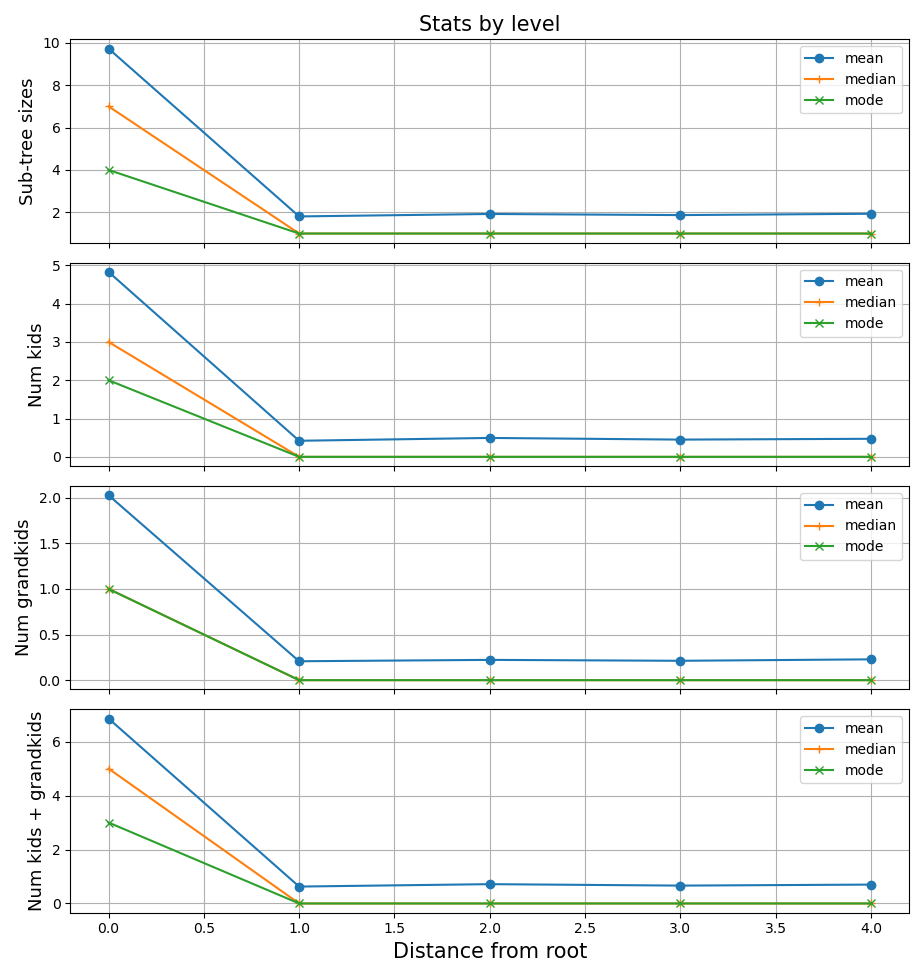 Stats by level
Sub-tree sizes
10
8
6
4
2
mean
median
mode
Num kids
5
4
3
2
1
0
mean
median
mode
Num grandkids
2.0
1.5
1.0
0.5
0.0
mean
median
mode
Num kids + grandkids
6
4
2
0
mean
median
mode
0.0 0.5 1.0 1.5 2.0 2.5 3.0 3.5 4.0
Distance from root